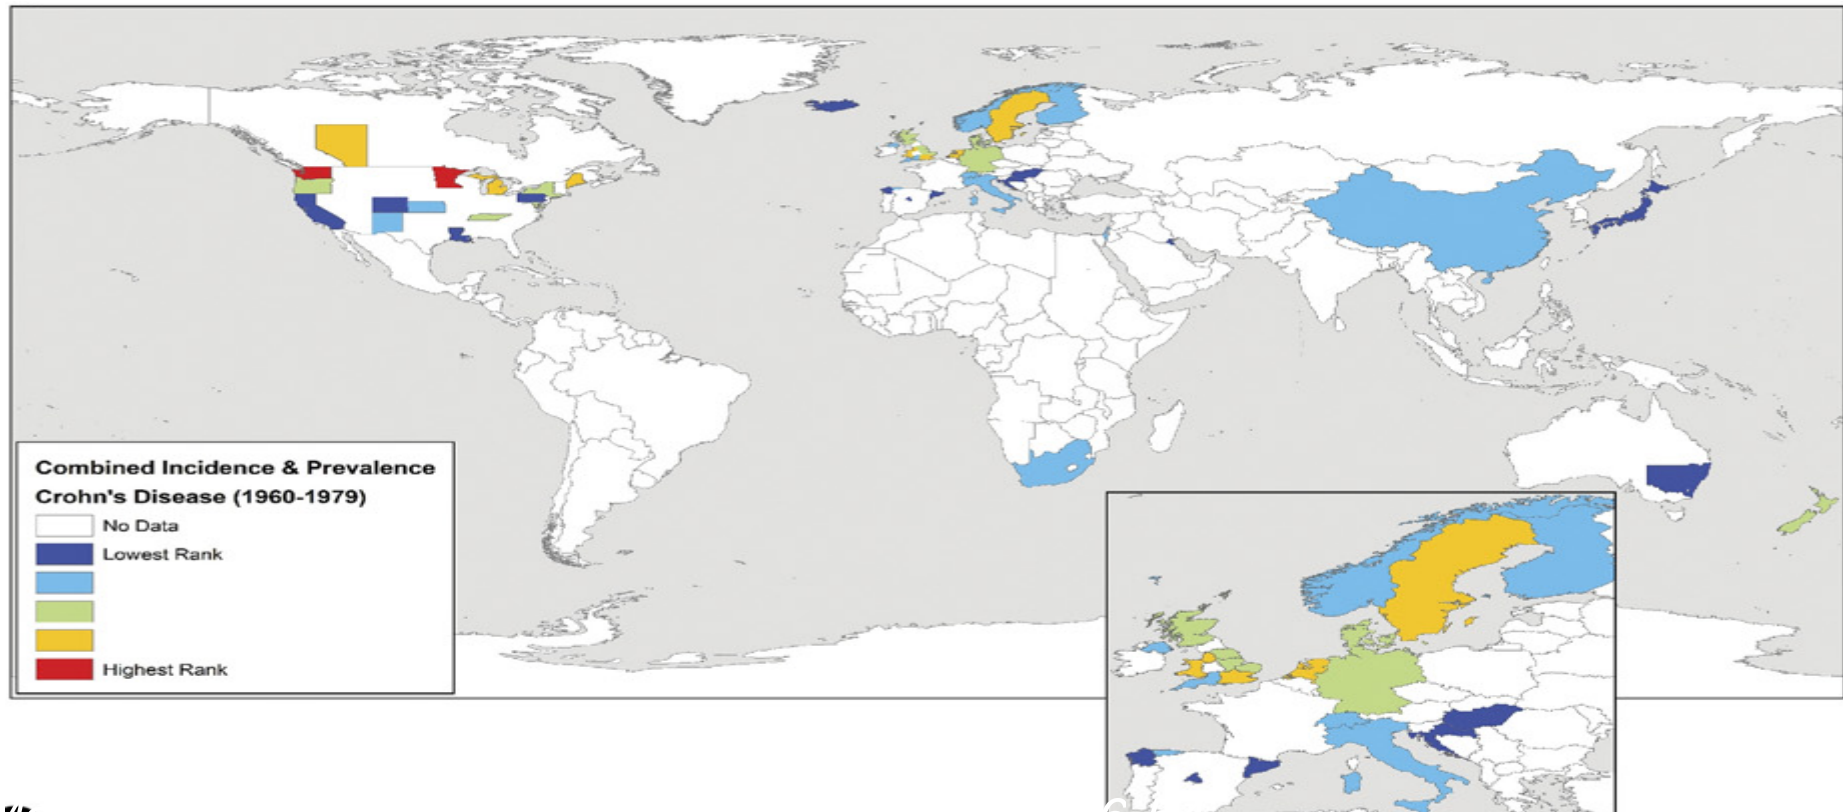 Combined Incidence & Prevalence
Crohn's Disease (1960-1979)
No Data
Lowest Rank
Highest Rank